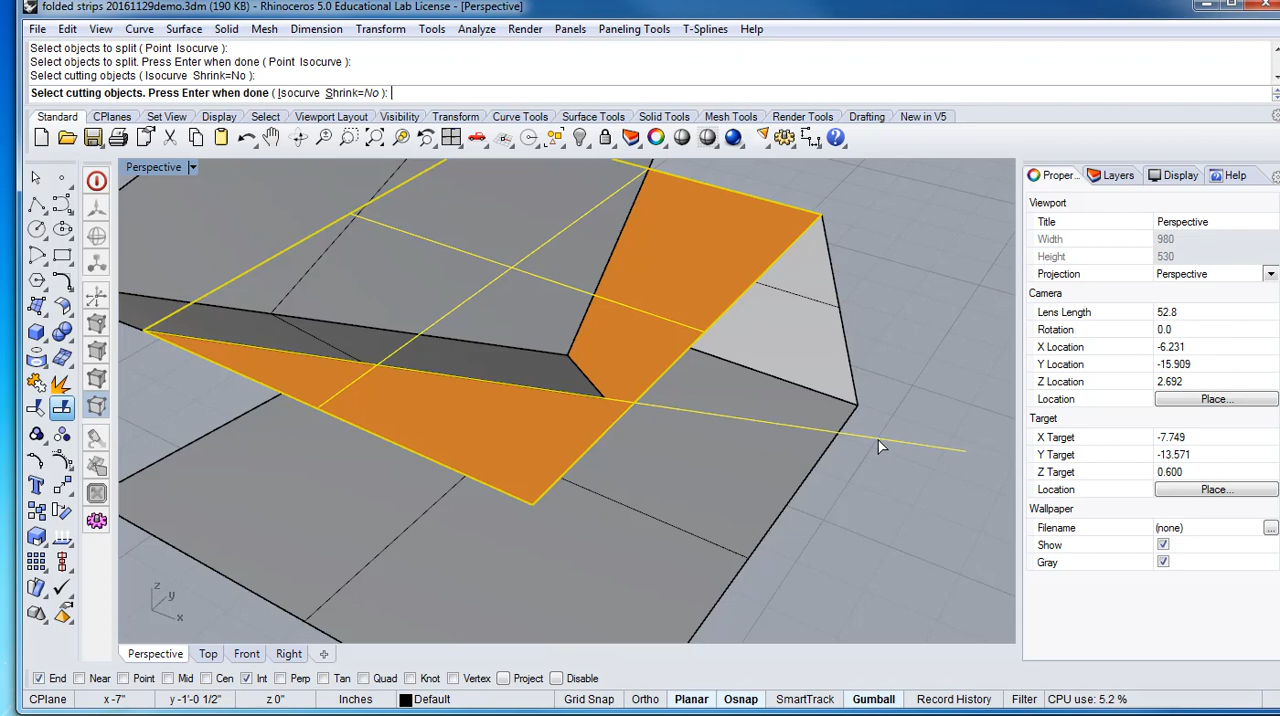 folded strips 20161129demo.3dm (190 KB) - Rhinoceros 5.0 Educational Lab License - [Perspective]
File Edit View Curve Surface Solid Mesh Dimension Transform Tools Analyze Render Panels Paneling Tools T-Splines Help
Select objects to split ( Point Isocurve ):
Select objects to split. Press Enter when done ( Point Isocurve ):
Select cutting objects ( Isocurve Shrink=No ):
Select cutting objects. Press Enter when done ( Isocurve Shrink=No ):
Standard CPlanes Set View Display Select Viewport Layout Visibility Transform Curve Tools Surface Tools Solid Tools Mesh Tools Render Tools Drafting New in V5
Perspective
Proper... Layers Display Help
Viewport
Title Perspective
Width 980
Height 530
Projection Perspective
Camera
Lens Length 52.8
Rotation 0.0
X Location -6.231
Y Location -15.909
Z Location 2.692
Location Place...
Target
X Target -7.749
Y Target -13.571
Z Target 0.600
Location Place...
Wallpaper
Filename (none) ...
Show
Gray
z
y
x
Perspective Top Front Right
End Near Point Mid Cen Int Perp Tan Quad Knot Vertex Project Disable
CPlane x -7" y -1'-0 1/2" z 0" Inches Default Grid Snap Ortho Planar Osnap SmartTrack Gumball Record History Filter CPU use: 5.2 %